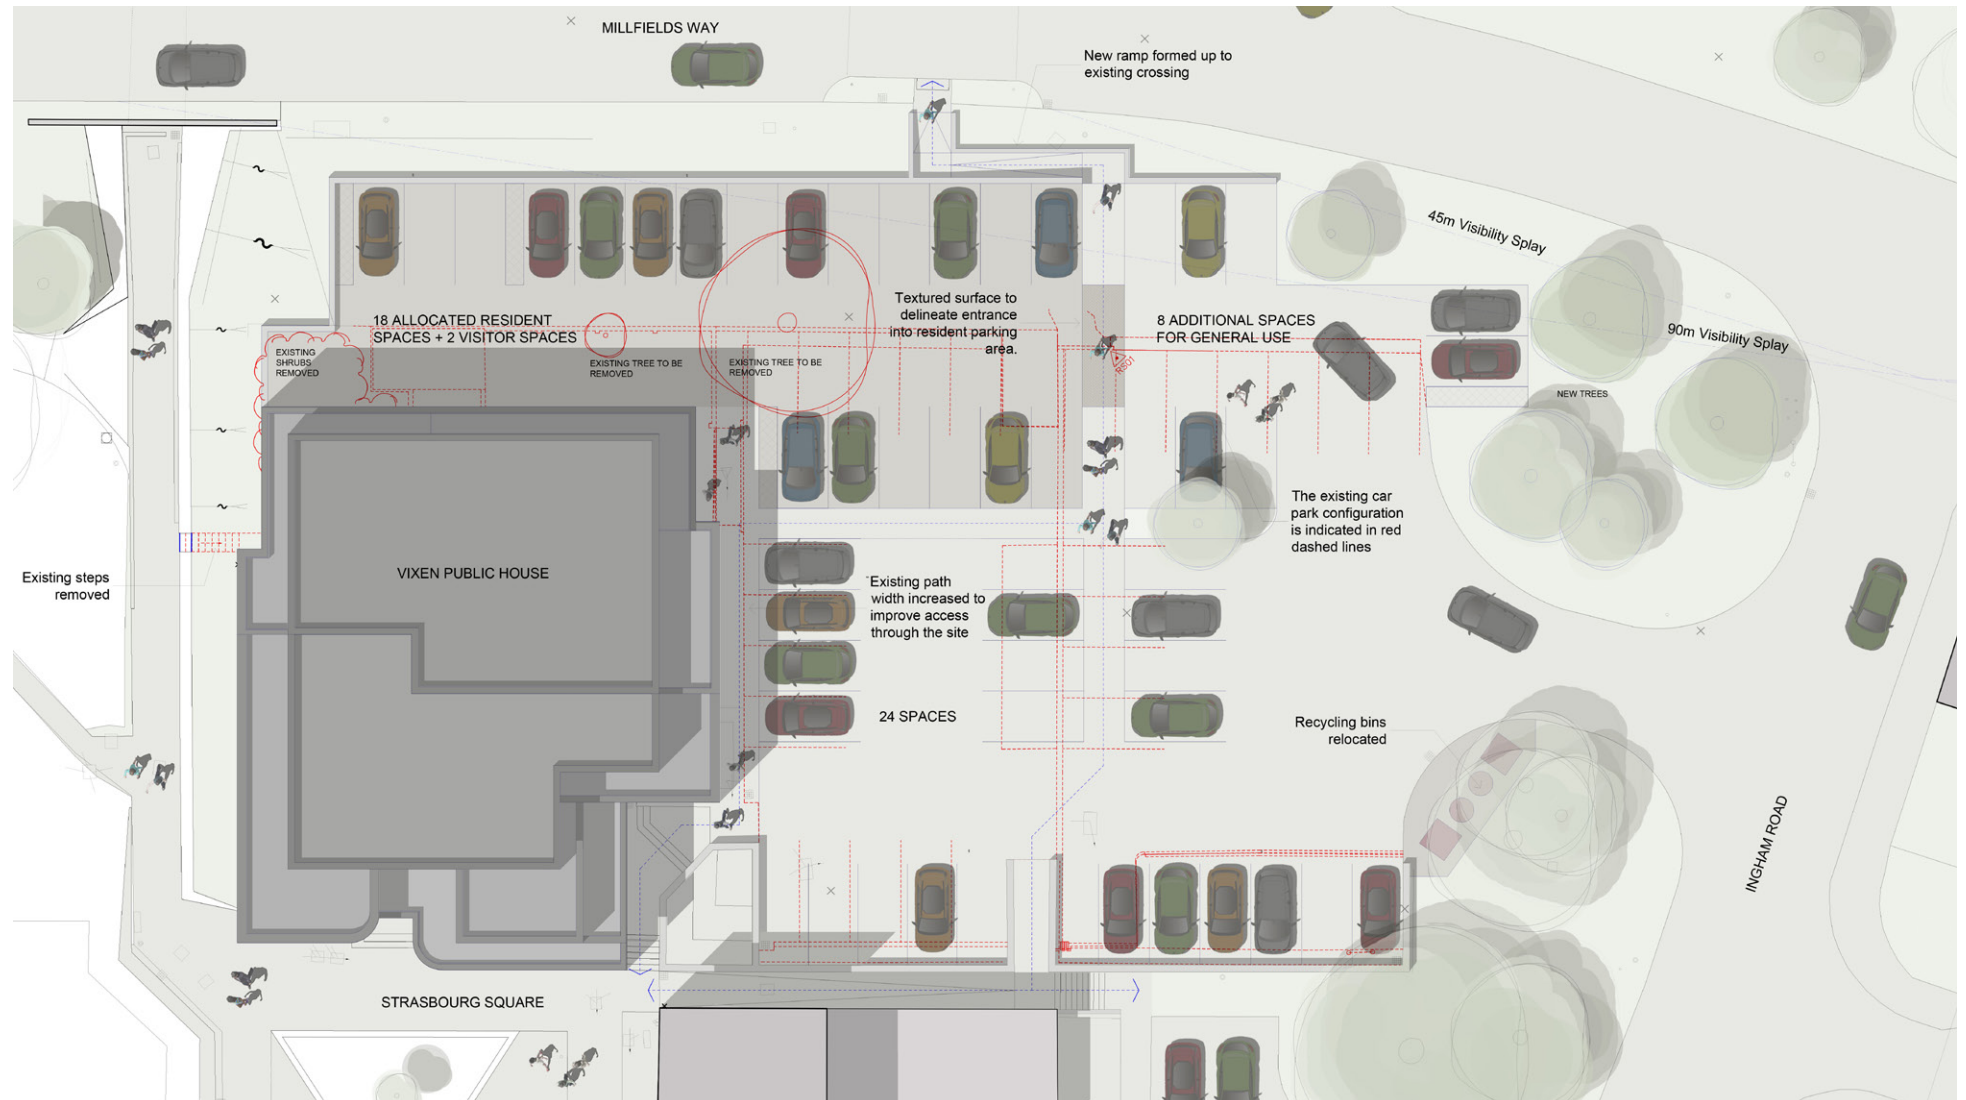 MILLFIELDS WAY
New ramp formed up to
existing crossing
45m Visibility Splay
90m Visibility Splay
Textured surface to
delineate entrance
into resident parking
area.
18 ALLOCATED RESIDENT
SPACES + 2 VISITOR SPACES
8 ADDITIONAL SPACES
FOR GENERAL USE
EXISTING
SHRUBS
REMOVED
EXISTING TREE TO BE
REMOVED
EXISTING TREE TO BE
REMOVED
RS01
NEW TREES
The existing car
park configuration
is indicated in red
dashed lines
VIXEN PUBLIC HOUSE
Existing steps
removed
Existing path
width increased to
improve access
through the site
24 SPACES
Recycling bins
relocated
INGHAM ROAD
STRASBOURG SQUARE